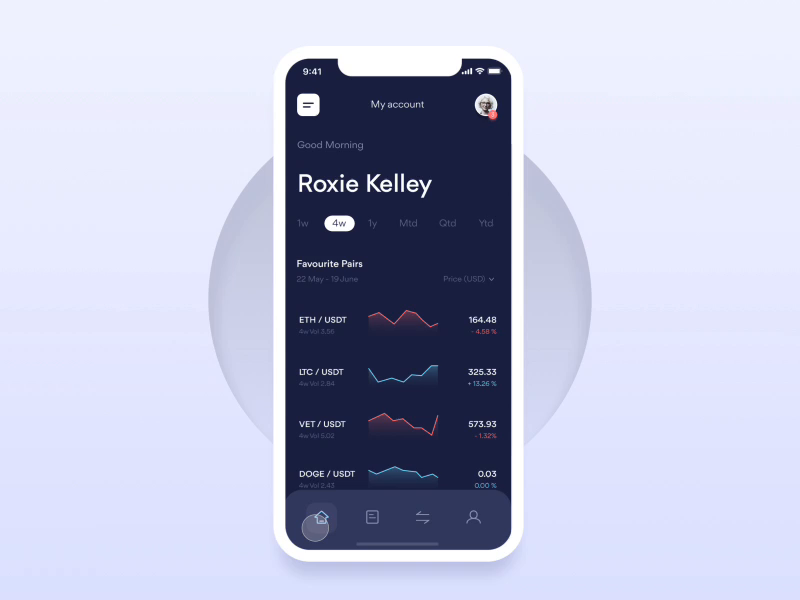 9:41
My account
3
Good Morning
Roxie Kelley
1w 4w 1y Mtd Qtd Ytd
Favourite Pairs
22 May - 19 June Price (USD)
ETH / USDT 164.48
4w Vol 3.56 - 4.58 %
LTC / USDT 325.33
4w Vol 2.84 + 13.26 %
VET / USDT 573.93
4w Vol 5.02 - 1.32%
DOGE / USDT 0.03
4w Vol 2.43 0.00 %